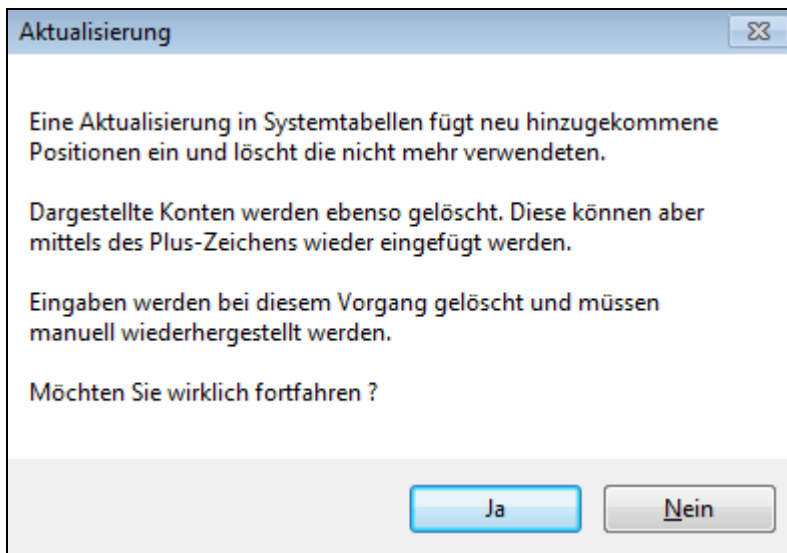 Aktualisierung
Eine Aktualisierung in Systemtabellen fügt neu hinzugekommene
Positionen ein und löscht die nicht mehr verwendeten.
Dargestellte Konten werden ebenso gelöscht. Diese können aber
mittels des Plus-Zeichens wieder eingefügt werden.
Eingaben werden bei diesem Vorgang gelöscht und müssen
manuell wiederhergestellt werden.
Möchten Sie wirklich fortfahren ?
Ja
Nein